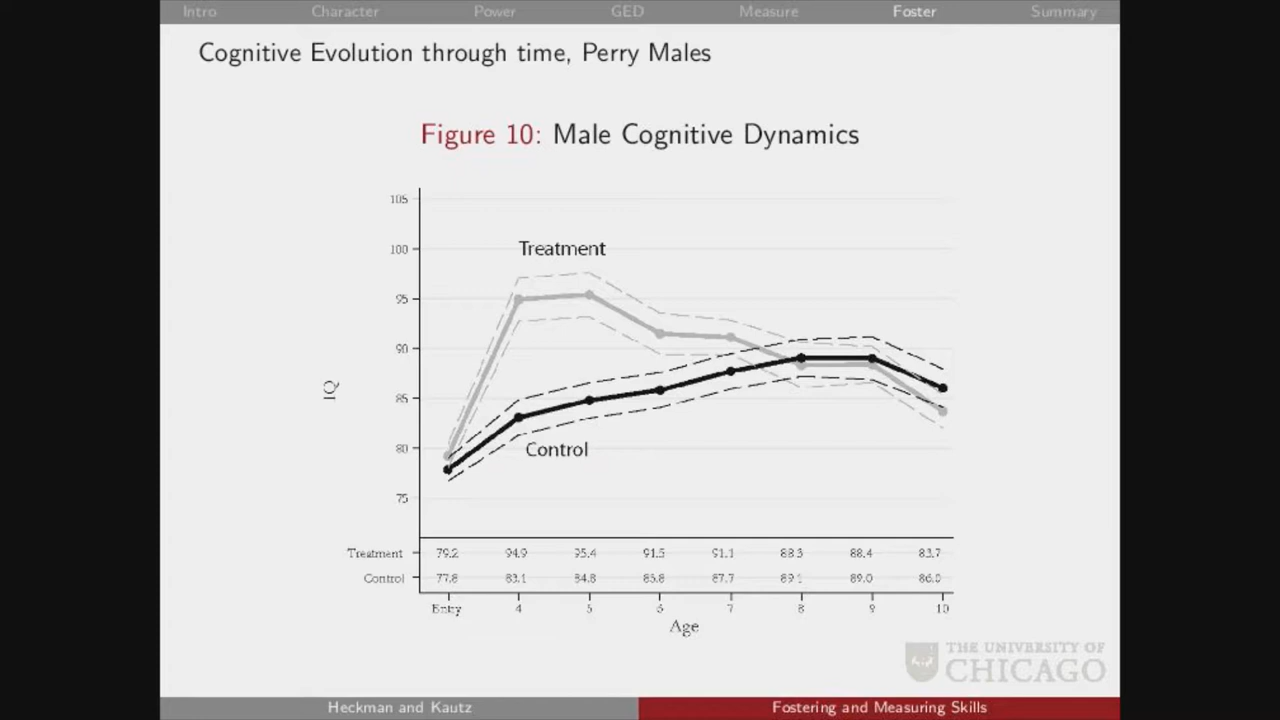 Intro Character Power GED Measure Foster Summary
Cognitive Evolution through time, Perry Males
Figure 10: Male Cognitive Dynamics
105
100
95
90
85
80
75
IQ
Treatment
Control
Treatment 79.2 94.9 95.4 91.5 91.1 88.3 88.4 83.7
Control 77.8 83.1 84.8 85.8 87.7 89.1 89.0 86.0
Entry 4 5 6 7 8 9 10
Age
THE UNIVERSITY OF
CHICAGO
Heckman and Kautz Fostering and Measuring Skills